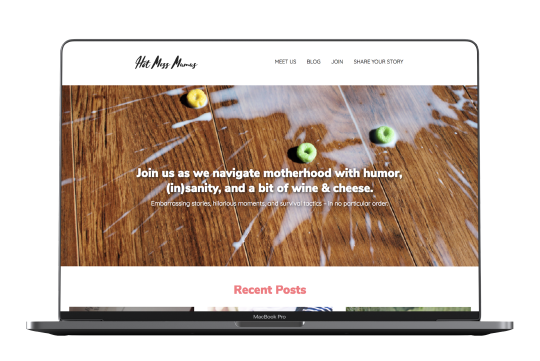 Hot Mess Mamas
MEET US BLOG JOIN SHARE YOUR STORY
Join us as we navigate motherhood with humor,
(in)sanity, and a bit of wine & cheese.
Embarrassing stories, hilarious moments, and survival tactics - in no particular order.
Recent Posts
MacBook Pro